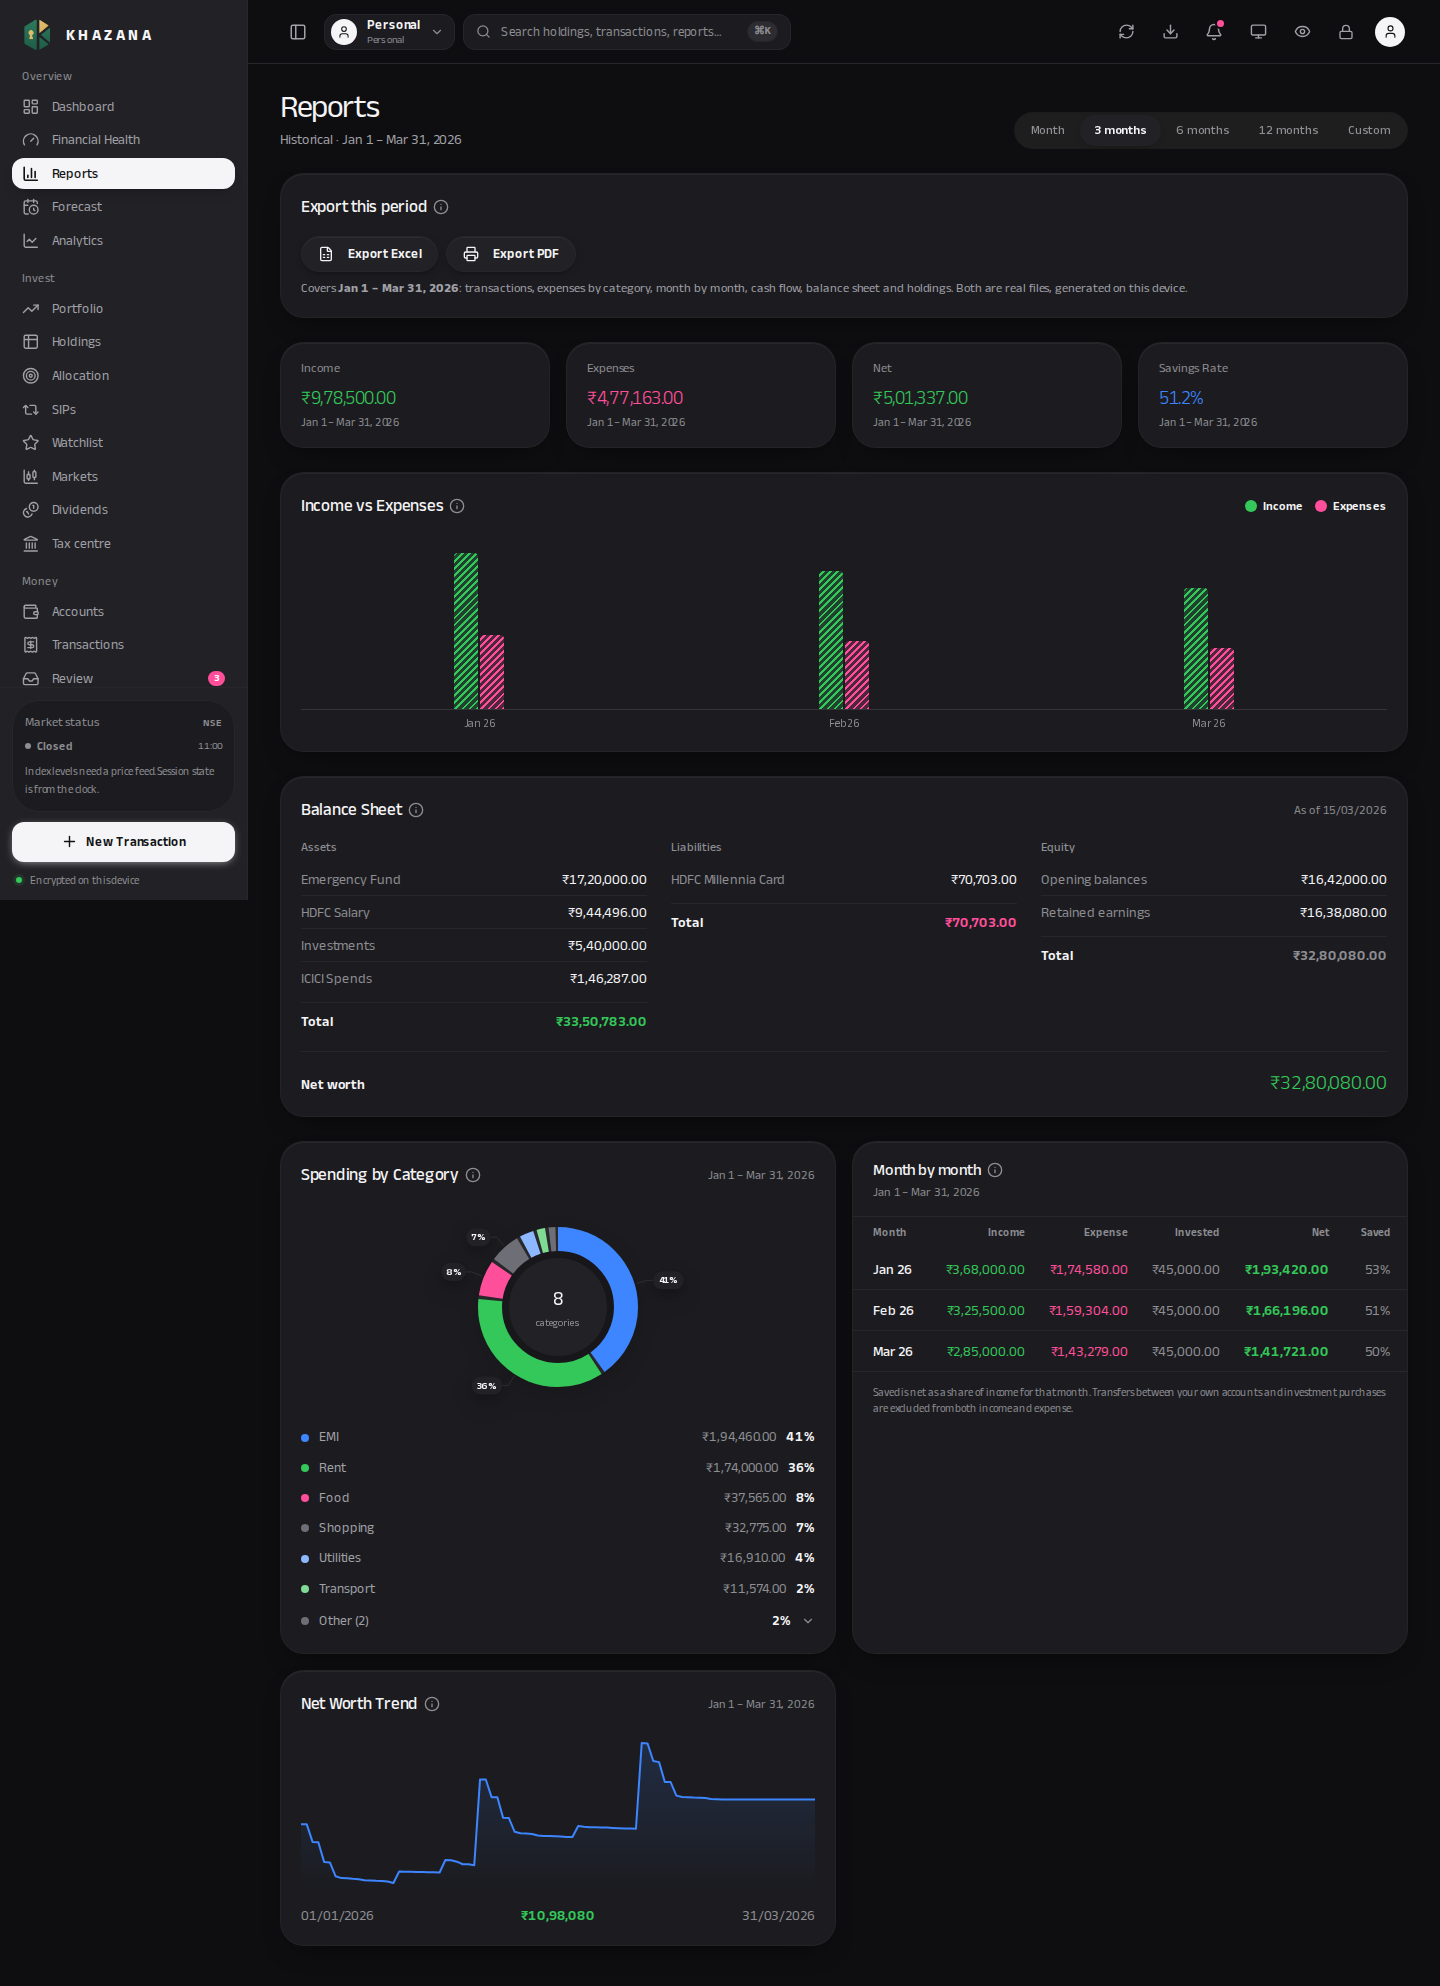 KHAZANA
Overview
Dashboard
Financial Health
Reports
Forecast
Analytics
Invest
Portfolio
Holdings
Allocation
SIPs
Watchlist
Markets
Dividends
Tax centre
Money
Accounts
Transactions
Review 3
Market status NSE
Closed 11:00
Index levels need a price feed. Session state
is from the clock.
New Transaction
Encrypted on this device
Personal
Personal
Search holdings, transactions, reports... ⌘K
Reports
Historical · Jan 1 – Mar 31, 2026
Month 3 months 6 months 12 months Custom
Export this period
Export Excel Export PDF
Covers Jan 1 – Mar 31, 2026: transactions, expenses by category, month by month, cash flow, balance sheet and holdings. Both are real files, generated on this device.
Income
₹9,78,500.00
Jan 1 – Mar 31, 2026
Expenses
₹4,77,163.00
Jan 1 – Mar 31, 2026
Net
₹5,01,337.00
Jan 1 – Mar 31, 2026
Savings Rate
51.2%
Jan 1 – Mar 31, 2026
Income vs Expenses
Income Expenses
Jan 26 Feb 26 Mar 26
Balance Sheet
As of 15/03/2026
Assets
Emergency Fund ₹17,20,000.00
HDFC Salary ₹9,44,496.00
Investments ₹5,40,000.00
ICICI Spends ₹1,46,287.00
Total ₹33,50,783.00
Liabilities
HDFC Millennia Card ₹70,703.00
Total ₹70,703.00
Equity
Opening balances ₹16,42,000.00
Retained earnings ₹16,38,080.00
Total ₹32,80,080.00
Net worth ₹32,80,080.00
Spending by Category
Jan 1 – Mar 31, 2026
7%
8%
41%
36%
8
categories
EMI ₹1,94,460.00 41%
Rent ₹1,74,000.00 36%
Food ₹37,565.00 8%
Shopping ₹32,775.00 7%
Utilities ₹16,910.00 4%
Transport ₹11,574.00 2%
Other (2) 2%
Month by month
Jan 1 – Mar 31, 2026
Month Income Expense Invested Net Saved
Jan 26 ₹3,68,000.00 ₹1,74,580.00 ₹45,000.00 ₹1,93,420.00 53%
Feb 26 ₹3,25,500.00 ₹1,59,304.00 ₹45,000.00 ₹1,66,196.00 51%
Mar 26 ₹2,85,000.00 ₹1,43,279.00 ₹45,000.00 ₹1,41,721.00 50%
Saved is net as a share of income for that month. Transfers between your own accounts and investment purchases
are excluded from both income and expense.
Net Worth Trend
Jan 1 – Mar 31, 2026
01/01/2026 ₹10,98,080 31/03/2026